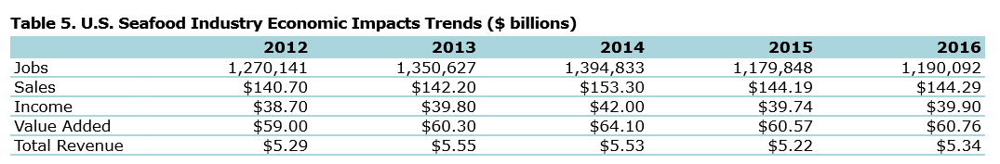 Table 5. U.S. Seafood Industry Economic Impacts Trends ($ billions)
2012 2013 2014 2015 2016
Jobs 1,270,141 1,350,627 1,394,833 1,179,848 1,190,092
Sales $140.70 $142.20 $153.30 $144.19 $144.29
Income $38.70 $39.80 $42.00 $39.74 $39.90
Value Added $59.00 $60.30 $64.10 $60.57 $60.76
Total Revenue $5.29 $5.55 $5.53 $5.22 $5.34